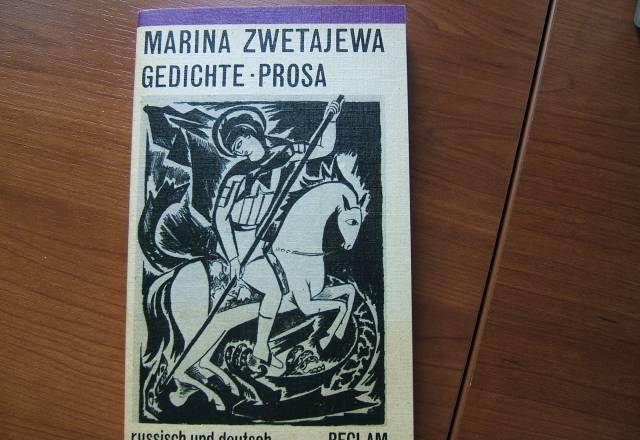 MARINA ZWETAJEWA
GEDICHTE · PROSA
russisch und deutsch RECLAM